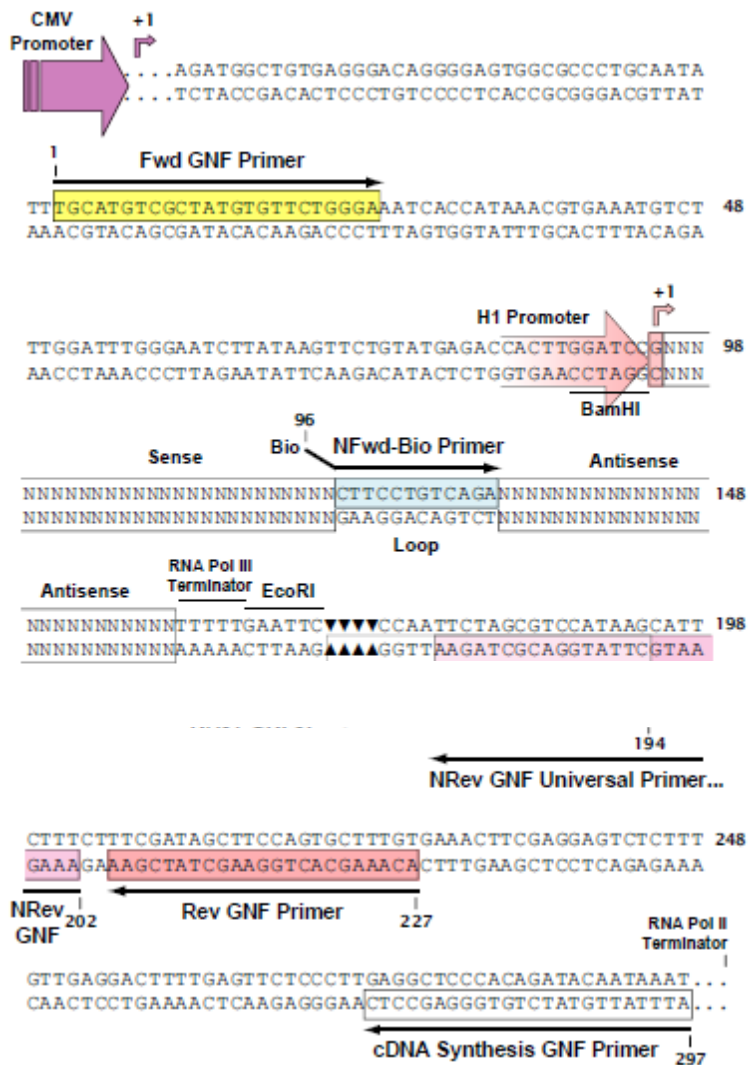 CMV
Promoter
+1
....AGATGGCTGTGAGGGACAGGGGAGTGGCGCCCTGCAATA
....TCTACCGACACTCCCTGTCCCCTCACCGCGGGACGTTAT
1
Fwd GNF Primer
TTTGCATGTCGCTATGTGTTCTGGGAAATCACCATAAACGTGAAATGTCT 48
AAACGTACAGCGATACACAAGACCCTTTAGTGGTATTTGCACTTTACAGA
+1
H1 Promoter
TTGGATTTGGGAATCTTATAAGTTCTGTATGAGACCACTTGGATCCGNNN 98
AACCTAAACCCTTAGAATATTCAAGACATACTCTGGTGAACCTAGGCNNN
BamHI
96
Bio
NFwd-Bio Primer
Sense
Antisense
NNNNNNNNNNNNNNNNNNNNNNNCTTCCTGTCAGANNNNNNNNNNNNNNN 148
NNNNNNNNNNNNNNNNNNNNNNNGAAGGACAGTCTNNNNNNNNNNNNNNN
Loop
RNA Pol III
Terminator
Antisense
EcoRI
NNNNNNNNNNNTTTTTGAATTC▼▼▼▼CCAATTCTAGCGTCCATAAGCATT 198
NNNNNNNNNNNAAAAACTTAAG▲▲▲▲GGTTAAGATCGCAGGTATTCGTAA
194
NRev GNF Universal Primer...
CTTTCTTTCGATAGCTTCCAGTGCTTTGTGAAACTTCGAGGAGTCTCTTT 248
GAAAGAAAGCTATCGAAGGTCACGAAACACTTTGAAGCTCCTCAGAGAAA
NRev
GNF
202
Rev GNF Primer
227
RNA Pol II
Terminator
GTTGAGGACTTTTGAGTTCTCCCTTGAGGCTCCCACAGATACAATAAAT...
CAACTCCTGAAAACTCAAGAGGGAACTCCGAGGGTGTCTATGTTATTTA...
cDNA Synthesis GNF Primer
297